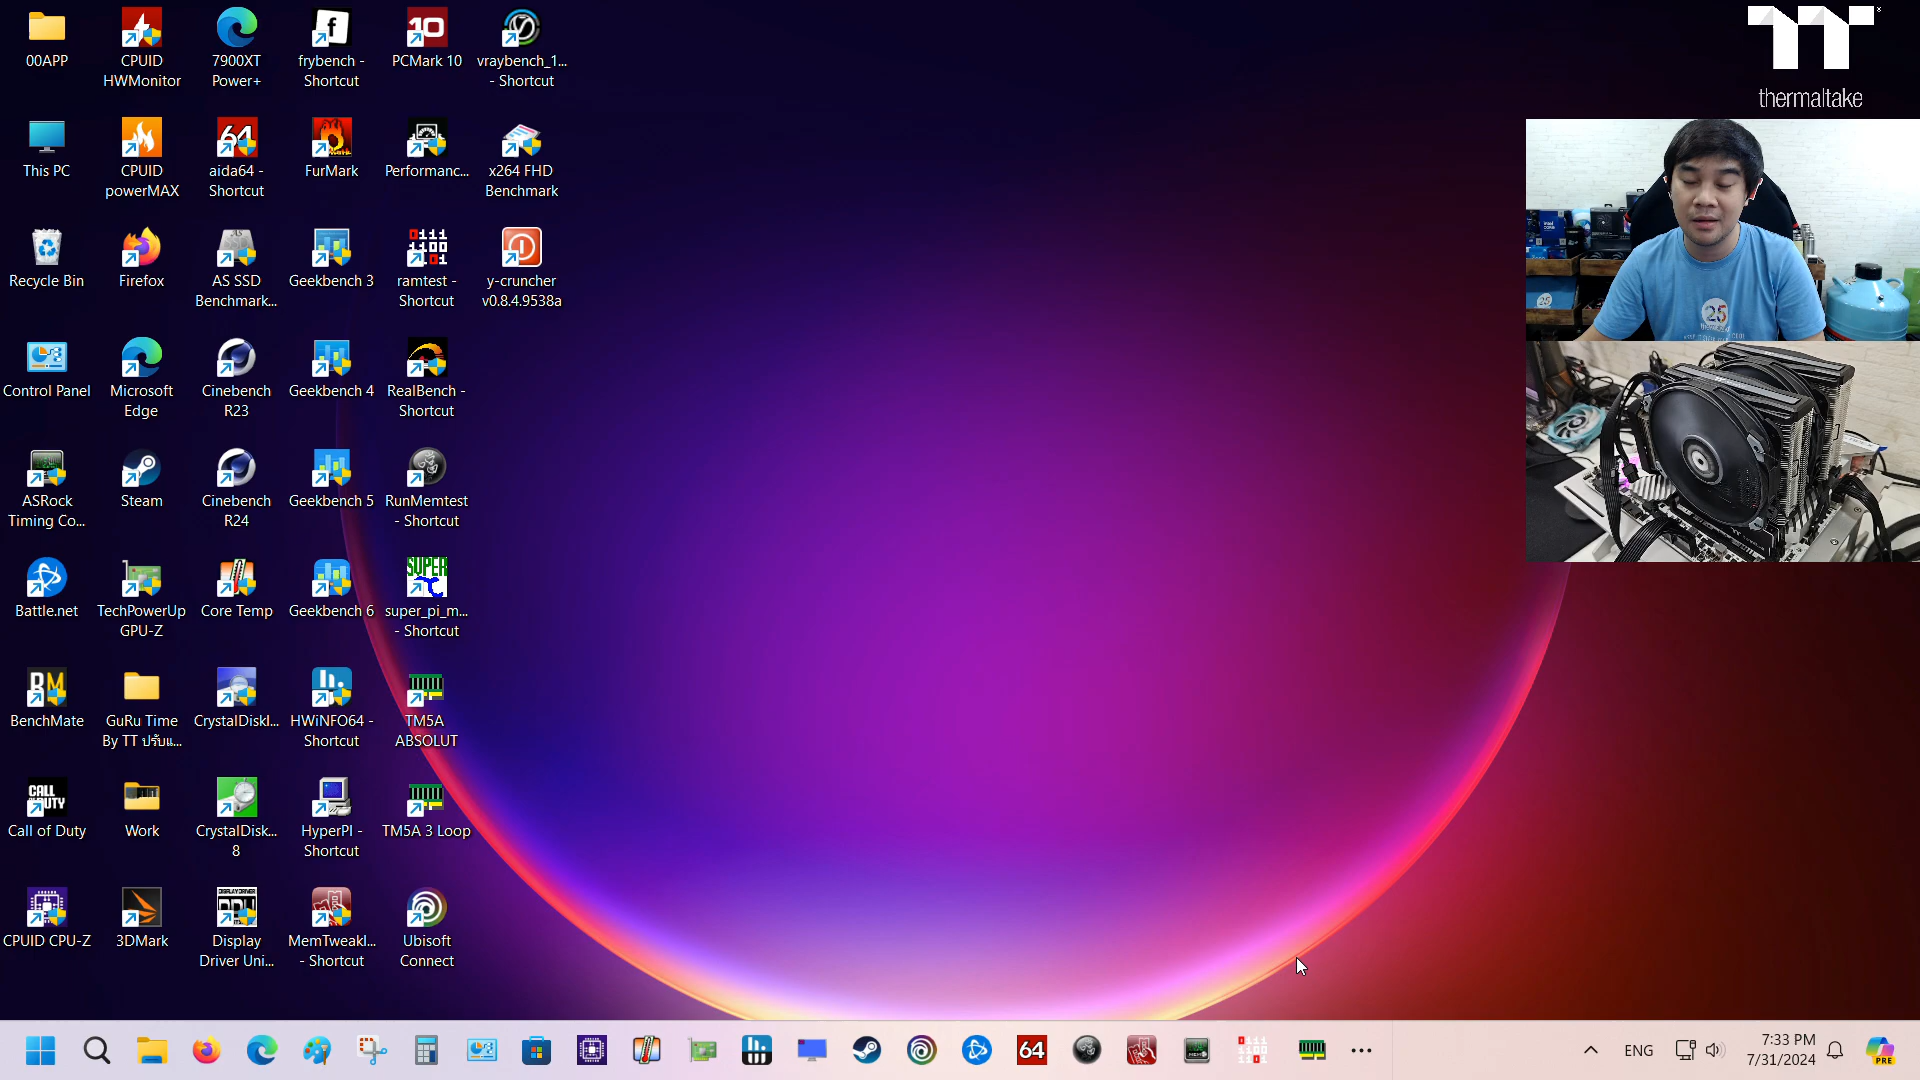 00APP
CPUID
HWMonitor
7900XT
Power+
frybench -
Shortcut
PCMark 10
vraybench_1...
- Shortcut
This PC
CPUID
powerMAX
aida64 -
Shortcut
FurMark
Performanc...
x264 FHD
Benchmark
Recycle Bin
Firefox
AS SSD
Benchmark...
Geekbench 3
ramtest -
Shortcut
y-cruncher
v0.8.4.9538a
Control Panel
Microsoft
Edge
Cinebench
R23
Geekbench 4
RealBench -
Shortcut
ASRock
Timing Co...
Steam
Cinebench
R24
Geekbench 5
RunMemtest
- Shortcut
Battle.net
TechPowerUp
GPU-Z
Core Temp
Geekbench 6
super_pi_m...
- Shortcut
BenchMate
GuRu Time
By TT ปรับแ...
CrystalDiskI...
HWiNFO64 -
Shortcut
TM5A
ABSOLUT
Call of Duty
Work
CrystalDisk...
8
HyperPI -
Shortcut
TM5A 3 Loop
CPUID CPU-Z
3DMark
Display
Driver Uni...
MemTweakI...
- Shortcut
Ubisoft
Connect
thermaltake
25
64
ENG
7:33 PM
7/31/2024
PRE